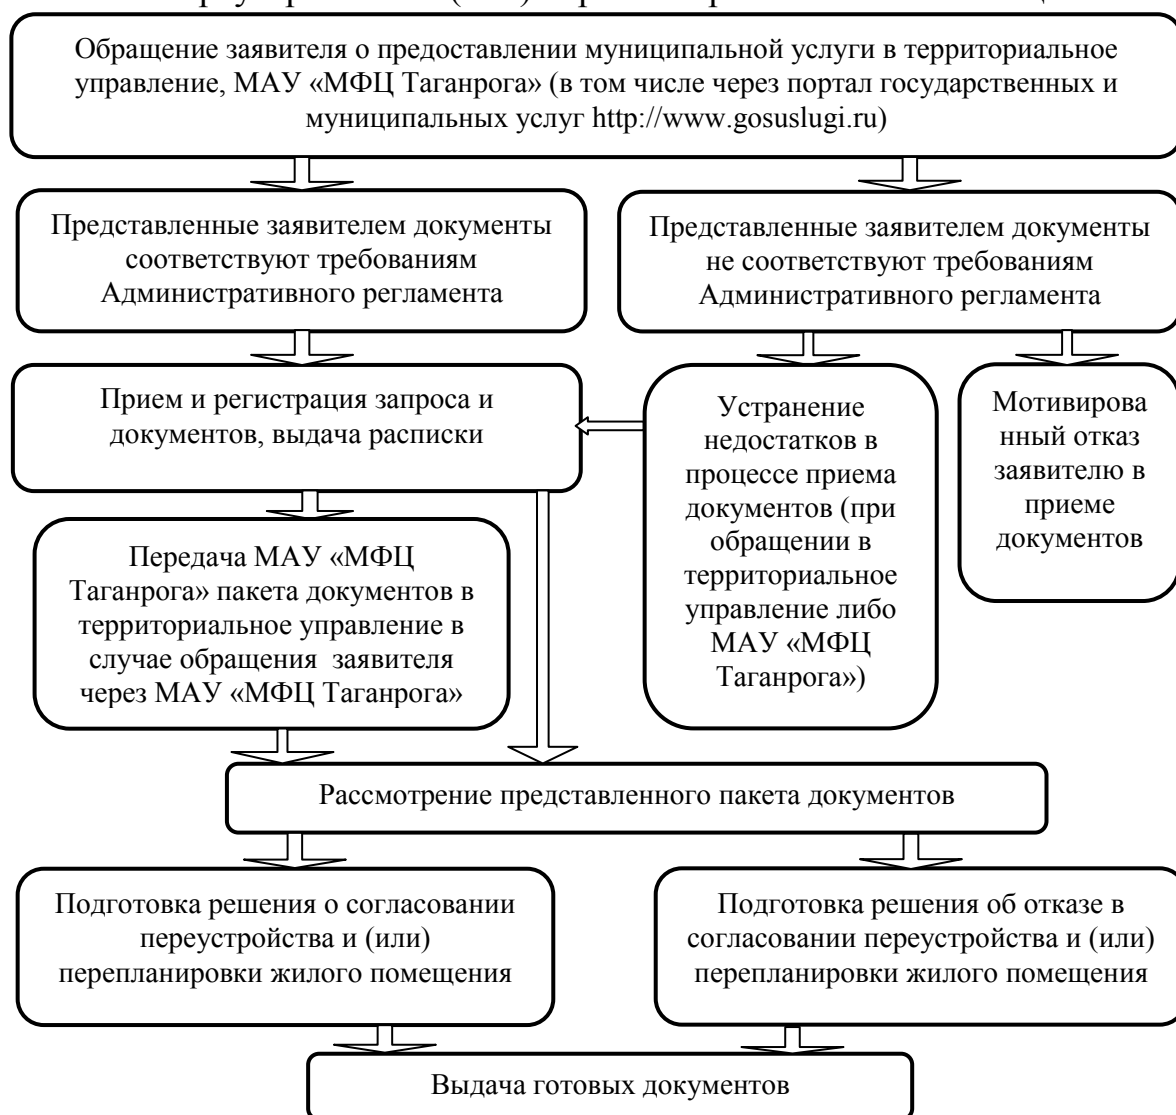 Обращение заявителя о предоставлении муниципальной услуги в территориальное
управление, МАУ «МФЦ Таганрога» (в том числе через портал государственных и
муниципальных услуг http://www.gosuslugi.ru)
Представленные заявителем документы
соответствуют требованиям
Административного регламента
Представленные заявителем документы
не соответствуют требованиям
Административного регламента
Прием и регистрация запроса и
документов, выдача расписки
Устранение
недостатков в
процессе приема
документов (при
обращении в
территориальное
управление либо
МАУ «МФЦ
Таганрога»)
Мотивирова
нный отказ
заявителю в
приеме
документов
Передача МАУ «МФЦ
Таганрога» пакета документов в
территориальное управление в
случае обращения  заявителя
через МАУ «МФЦ Таганрога»
Рассмотрение представленного пакета документов
Подготовка решения о согласовании
переустройства и (или)
перепланировки жилого помещения
Подготовка решения об отказе в
согласовании переустройства и (или)
перепланировки жилого помещения
Выдача готовых документов